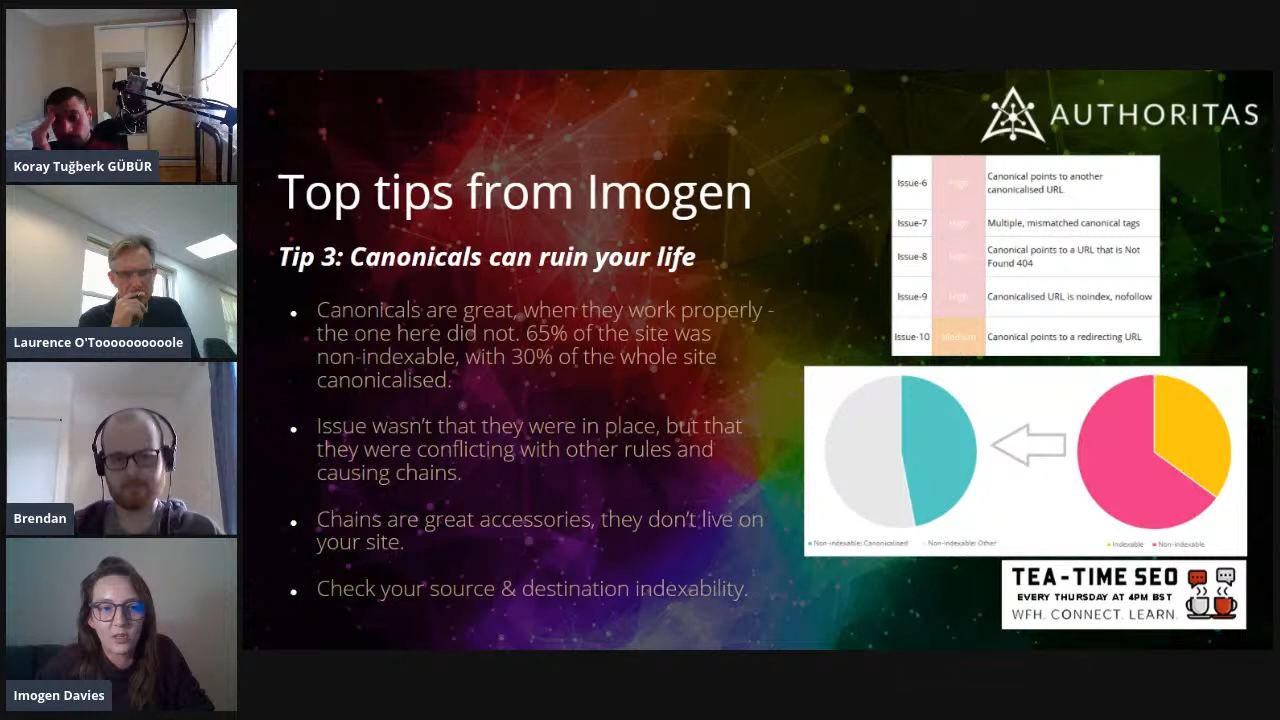 Koray Tuğberk GÜBÜR
Laurence O'Toooooooooole
Brendan
Imogen Davies
AUTHORITAS
Top tips from Imogen
Tip 3: Canonicals can ruin your life
Canonicals are great, when they work properly -
the one here did not. 65% of the site was
non-indexable, with 30% of the whole site
canonicalised.
Issue wasn't that they were in place, but that
they were conflicting with other rules and
causing chains.
Chains are great accessories, they don't live on
your site.
Check your source & destination indexability.
Issue-6 High Canonical points to another
canonicalised URL
Issue-7 High Multiple, mismatched canonical tags
Issue-8 High Canonical points to a URL that is Not
Found 404
Issue-9 High Canonicalised URL is noindex, nofollow
Issue-10 Medium Canonical points to a redirecting URL
Non-indexable: Canonicalised Non-indexable: Other
Indexable Non-indexable
TEA-TIME SEO
EVERY THURSDAY AT 4PM BST
WFH. CONNECT. LEARN.